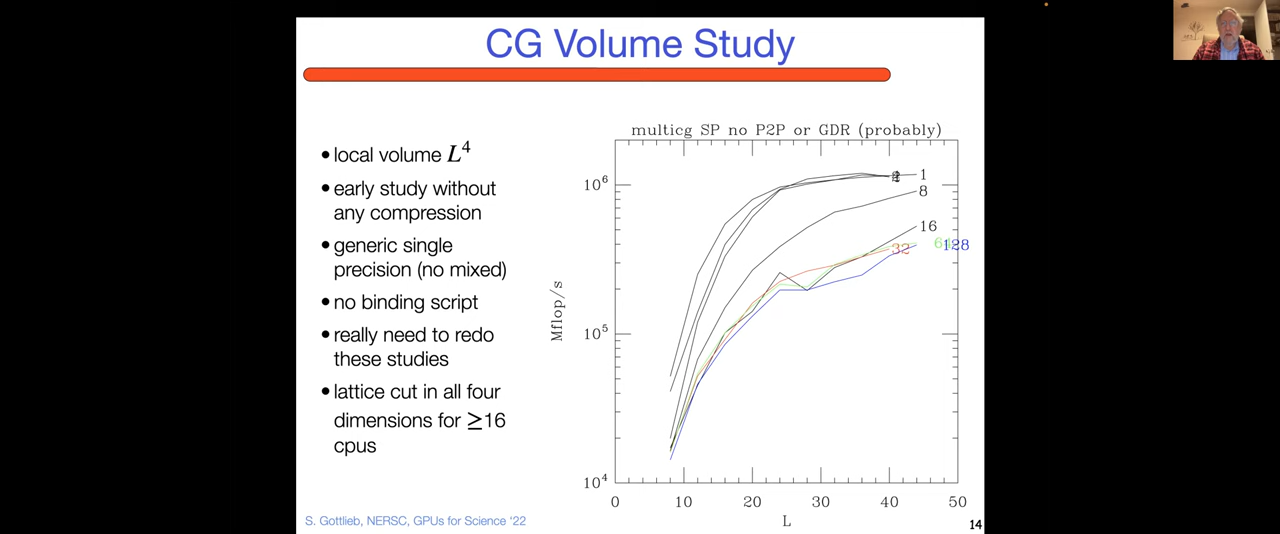 CG Volume Study
• local volume L⁴
• early study without
any compression
• generic single
precision (no mixed)
• no binding script
• really need to redo
these studies
• lattice cut in all four
dimensions for ≥16
cpus
multicg SP no P2P or GDR (probably)
10⁶
10⁵
10⁴
Mflop/s
1
8
16
32
64
128
0 10 20 30 40 50
L
S. Gottlieb, NERSC, GPUs for Science '22
14